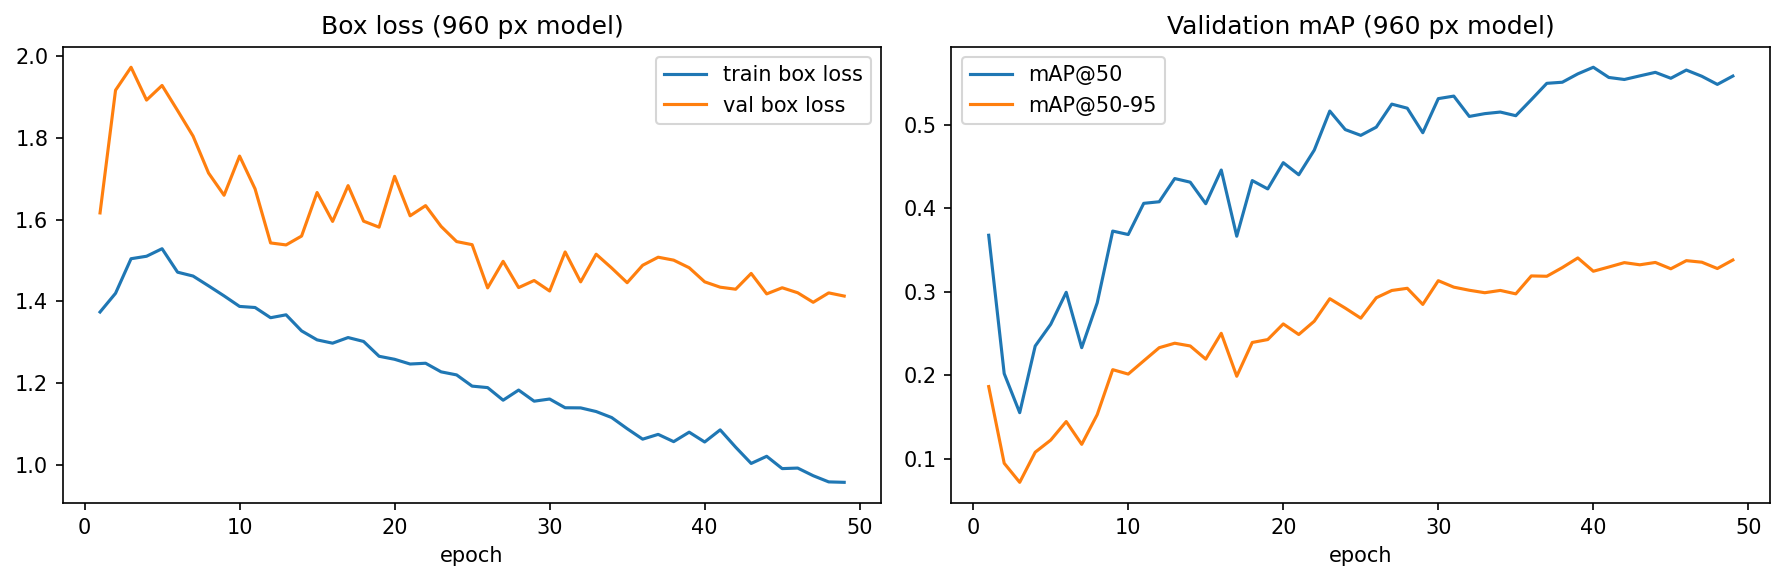 Box loss (960 px model)
train box loss
val box loss
2.0
1.8
1.6
1.4
1.2
1.0
0 10 20 30 40 50
epoch
Validation mAP (960 px model)
mAP@50
mAP@50-95
0.5
0.4
0.3
0.2
0.1
0 10 20 30 40 50
epoch